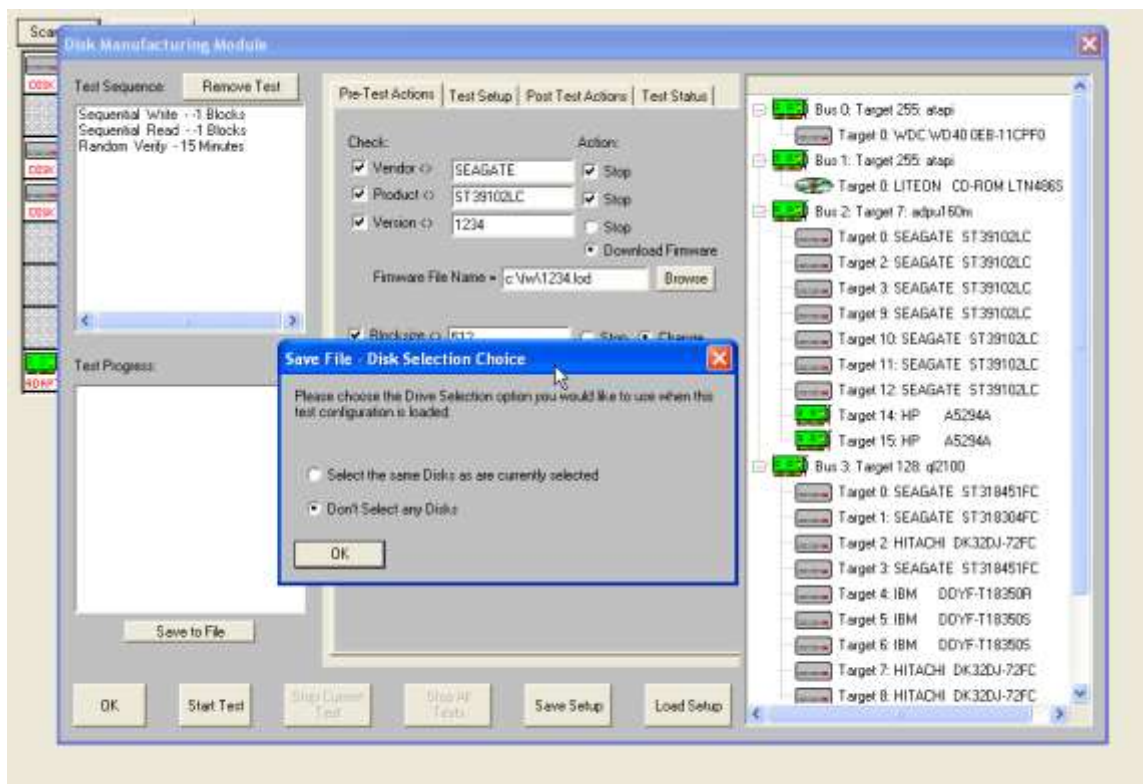 Disk Manufacturing Module
Test Sequence:
Remove Test
Sequential Write - -1 Blocks
Sequential Read - -1 Blocks
Random Verify - 15 Minutes
Test Progress:
Save to File
Pre-Test Actions
Test Setup
Post Test Actions
Test Status
Check:
Action:
Vendor <> SEAGATE Stop
Product <> ST39102LC Stop
Version <> 1234 Stop
Download Firmware
Firmware File Name = c:\fw\1234.lod Browse
Blocksize <> 512 Stop Change
Save File - Disk Selection Choice
Please choose the Drive Selection option you would like to use when this
test configuration is loaded
Select the same Disks as are currently selected
Don't Select any Disks
OK
Bus 0: Target 255: atapi
Target 0: WDC WD40 0EB-11CPF0
Bus 1: Target 255: atapi
Target 0: LITEON CD-ROM LTN486S
Bus 2: Target 7: adpu160m
Target 0: SEAGATE ST39102LC
Target 2: SEAGATE ST39102LC
Target 3: SEAGATE ST39102LC
Target 9: SEAGATE ST39102LC
Target 10: SEAGATE ST39102LC
Target 11: SEAGATE ST39102LC
Target 12: SEAGATE ST39102LC
Target 14: HP A5294A
Target 15: HP A5294A
Bus 3: Target 128: ql2100
Target 0: SEAGATE ST318451FC
Target 1: SEAGATE ST318304FC
Target 2: HITACHI DK32DJ-72FC
Target 3: SEAGATE ST318451FC
Target 4: IBM DDYF-T18350R
Target 5: IBM DDYF-T18350S
Target 6: IBM DDYF-T18350S
Target 7: HITACHI DK32DJ-72FC
Target 8: HITACHI DK32DJ-72FC
OK
Start Test
Stop Current
Test
Stop All
Tests
Save Setup
Load Setup
DISK
DISK
DISK